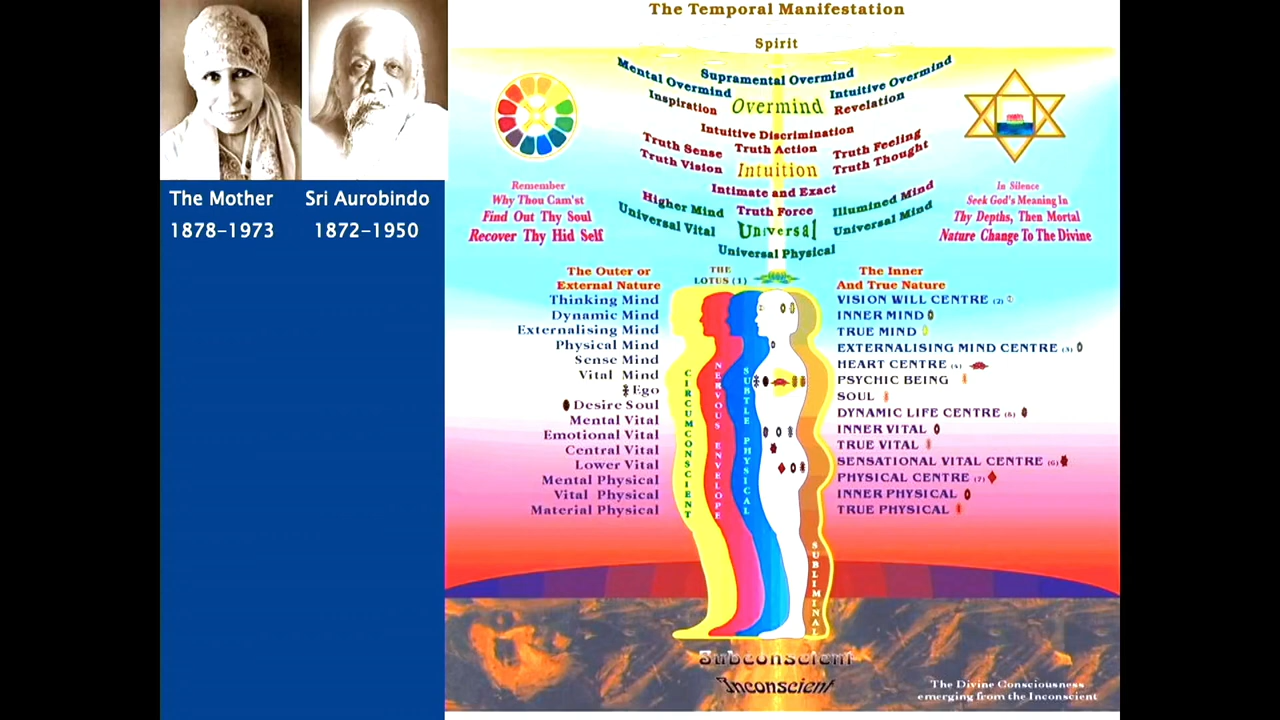 The Temporal Manifestation
Spirit
Mental Overmind
Supramental Overmind
Intuitive Overmind
Inspiration
Overmind
Revelation
Intuitive Discrimination
Truth Sense
Truth Action
Truth Feeling
Truth Vision
Intuition
Truth Thought
Intimate and Exact
Higher Mind
Truth Force
Illumined Mind
Universal Vital
Universal
Universal Mind
Universal Physical
The Mother
1878-1973
Sri Aurobindo
1872-1950
Remember
Why Thou Cam'st
Find Out Thy Soul
Recover Thy Hid Self
In Silence
Seek God's Meaning In
Thy Depths, Then Mortal
Nature Change To The Divine
The Outer or
External Nature
Thinking Mind
Dynamic Mind
Externalising Mind
Physical Mind
Sense Mind
Vital Mind
Ego
Desire Soul
Mental Vital
Emotional Vital
Central Vital
Lower Vital
Mental Physical
Vital Physical
Material Physical
THE
LOTUS (1)
CIRCUMCONSCIENT
NERVOUS ENVELOPE
SUBTLE PHYSICAL
SUBLIMINAL
The Inner
And True Nature
VISION WILL CENTRE (2)
INNER MIND
TRUE MIND
EXTERNALISING MIND CENTRE (3)
HEART CENTRE (4)
PSYCHIC BEING
SOUL
DYNAMIC LIFE CENTRE (5)
INNER VITAL
TRUE VITAL
SENSATIONAL VITAL CENTRE (6)
PHYSICAL CENTRE (7)
INNER PHYSICAL
TRUE PHYSICAL
Subconscient
Inconscient
The Divine Consciousness
emerging from the Inconscient